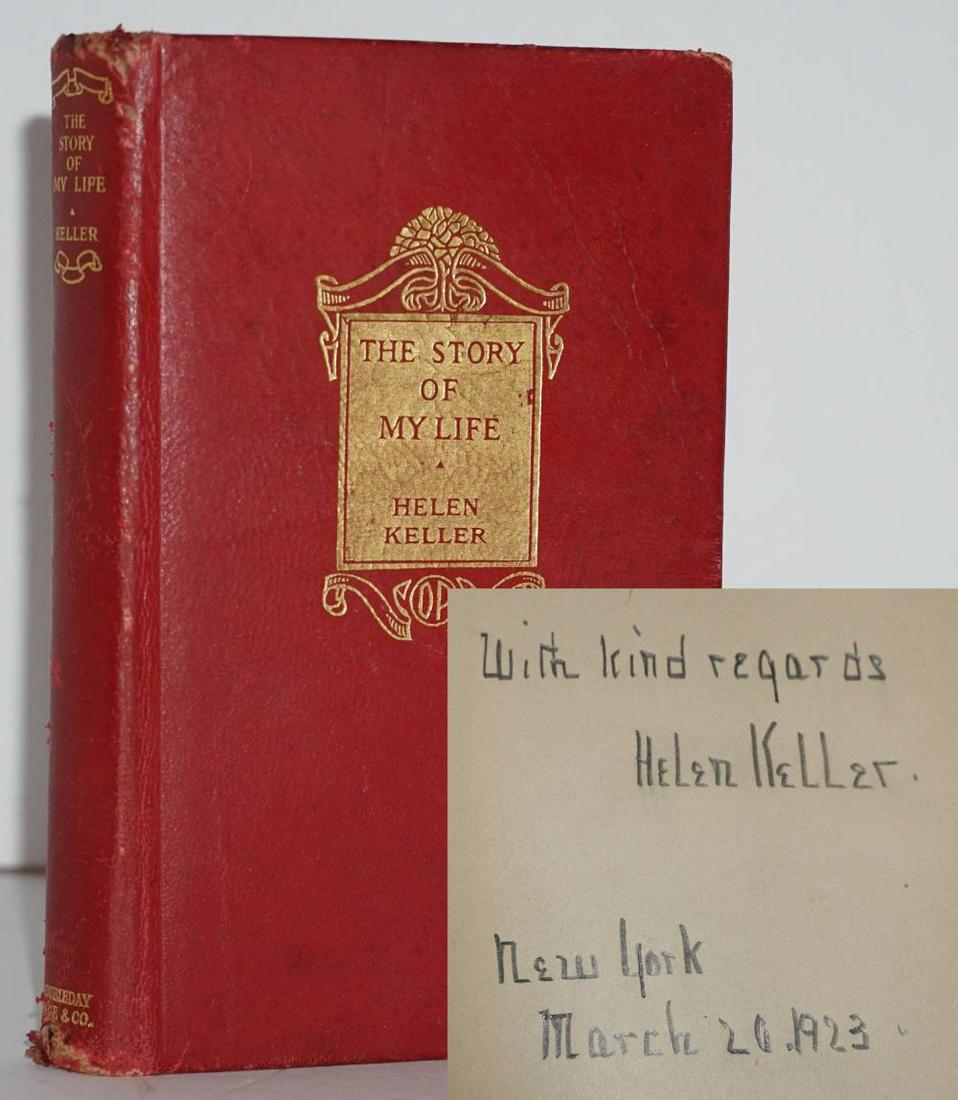 THE
STORY
OF
MY LIFE
KELLER
THE STORY
OF
MY LIFE
HELEN
KELLER
With kind regards
Helen Keller.
New York
March 20.1923
& CO.